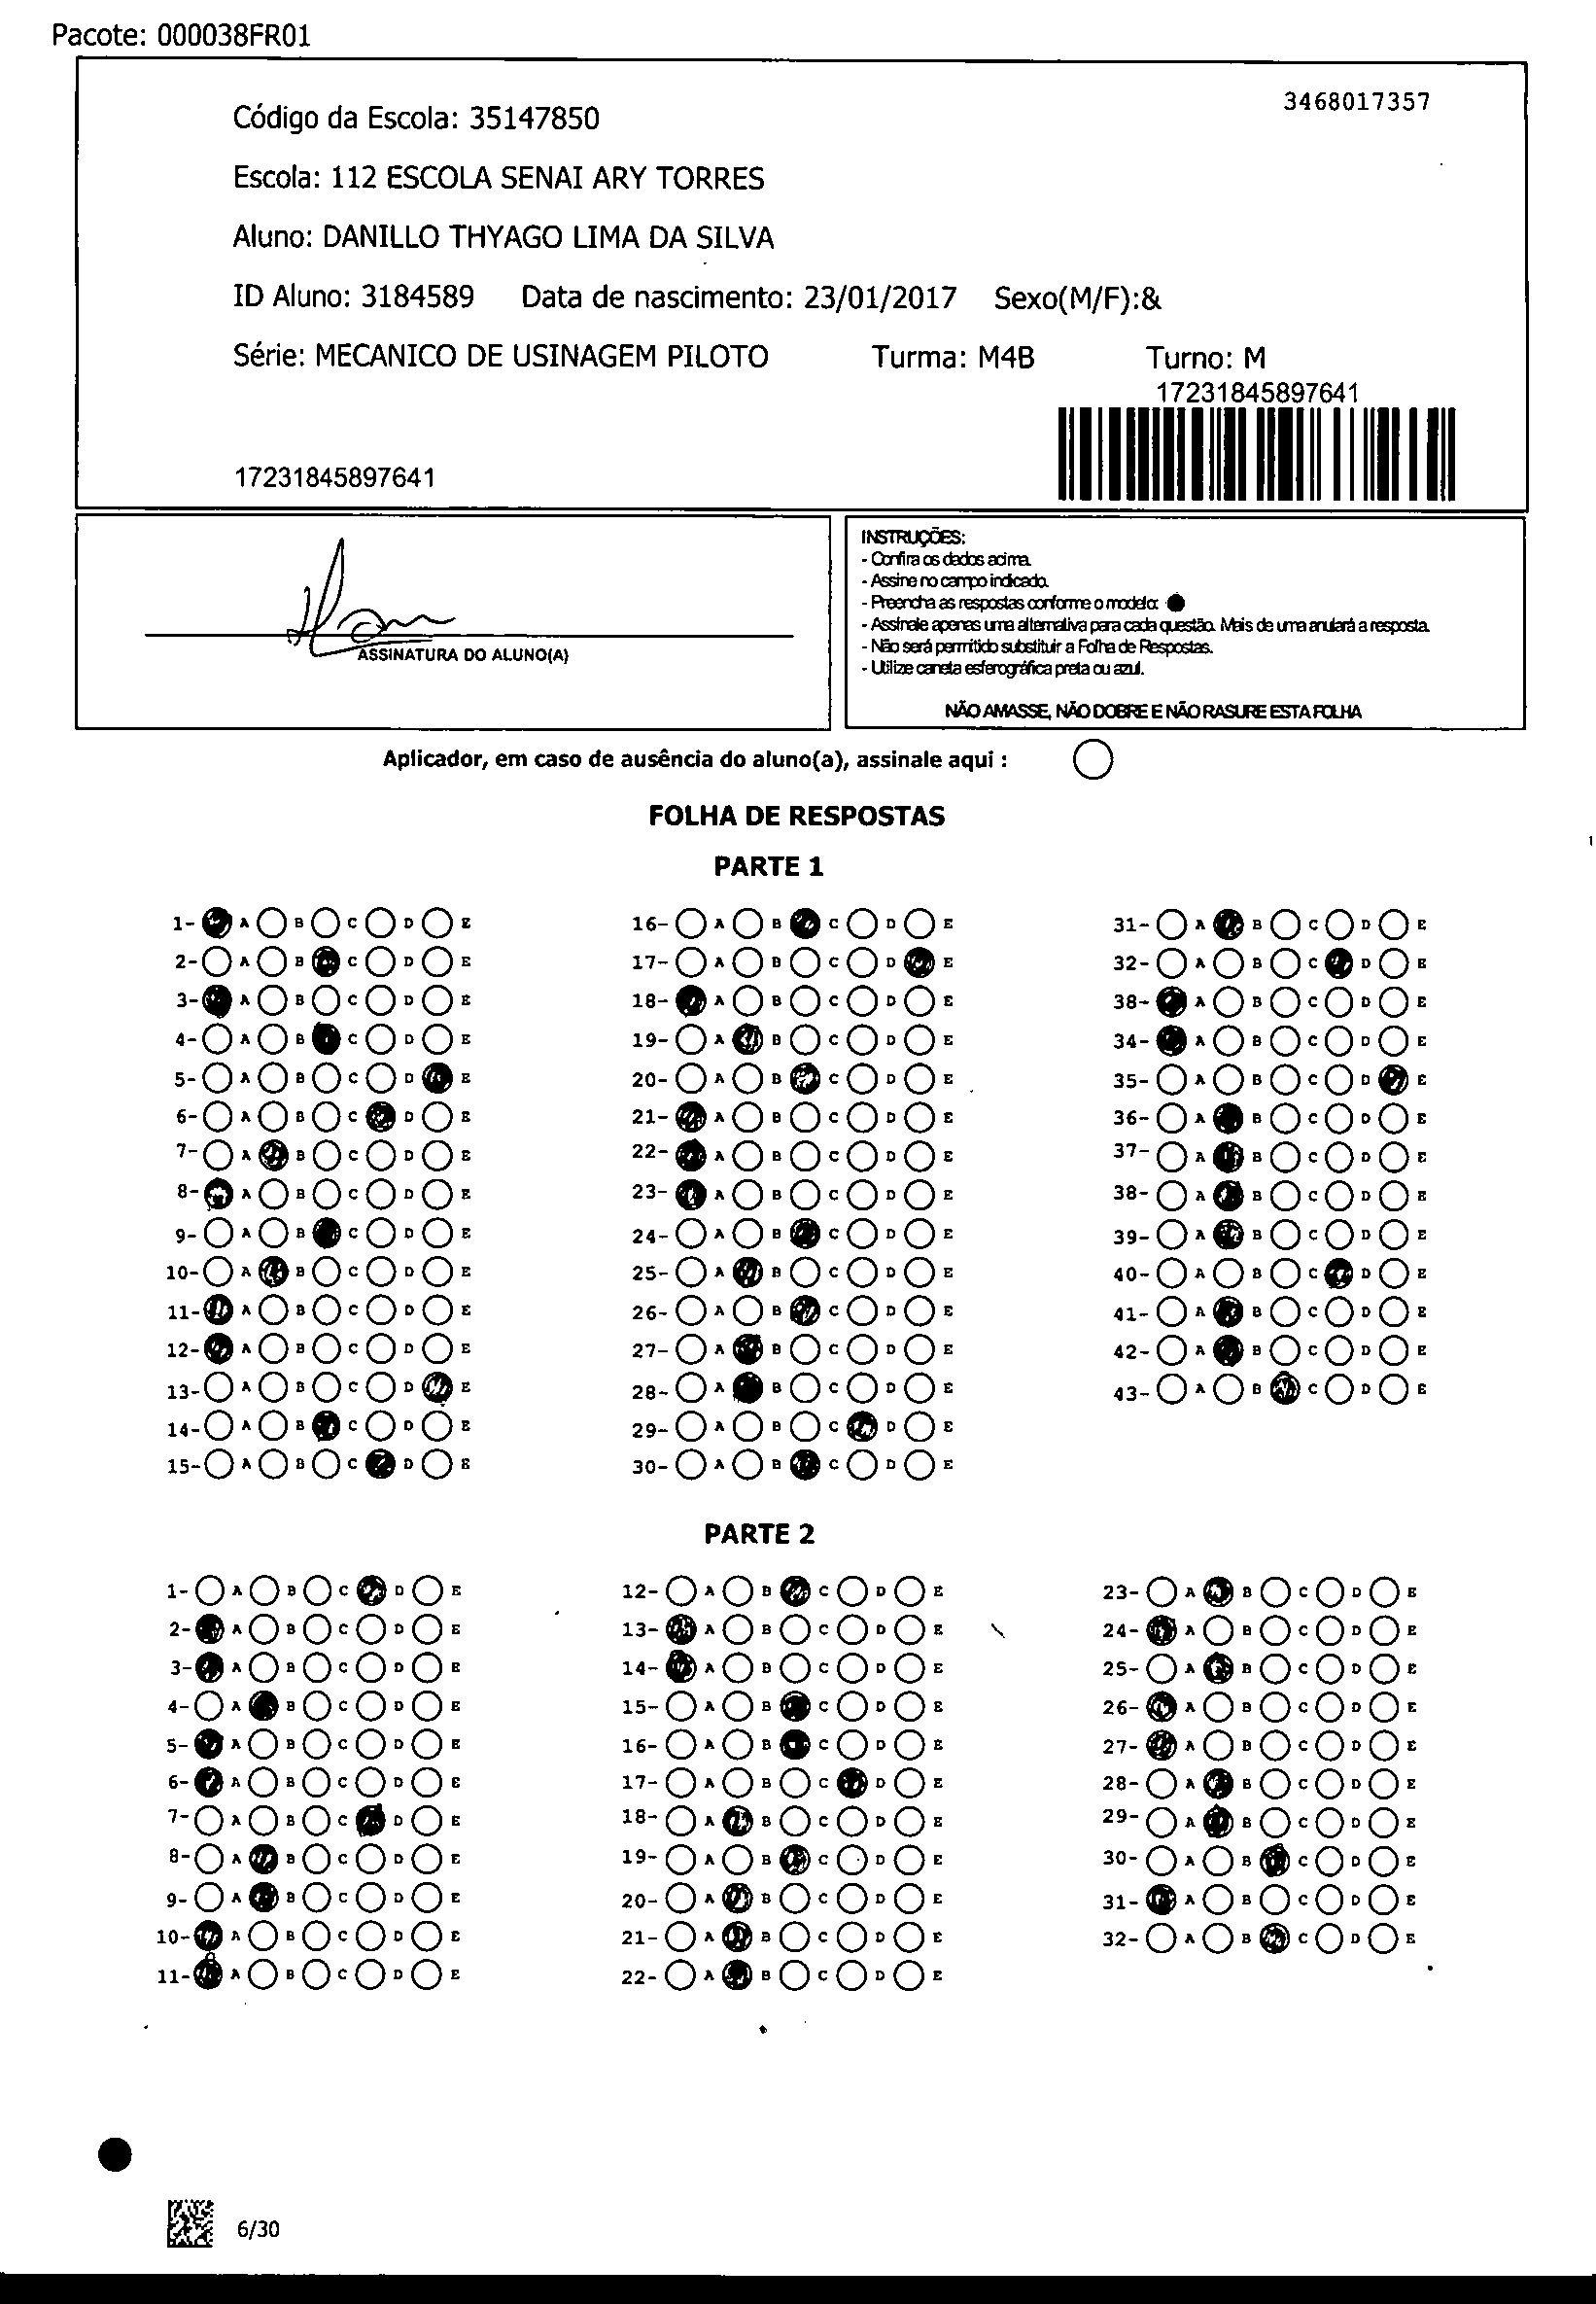 Pacote: 000038FR01
3468017357
Código da Escola: 35147850
Escola: 112 ESCOLA SENAI ARY TORRES
Aluno: DANILLO THYAGO LIMA DA SILVA
ID Aluno: 3184589 Data de nascimento: 23/01/2017 Sexo(M/F):&
Série: MECANICO DE USINAGEM PILOTO Turma: M4B Turno: M
17231845897641
17231845897641
ASSINATURA DO ALUNO(A)
INSTRUÇÕES:
- Confira os dados acima.
- Assine no campo indicado.
- Preencha as respostas conforme o modelo:
- Assinale apenas uma alternativa para cada questão. Mais de uma anulará a resposta.
- Não será permitido substituir a Folha de Respostas.
- Utilize caneta esferográfica preta ou azul.
NÃO AMASSE, NÃO DOBRE E NÃO RASURE ESTA FOLHA
Aplicador, em caso de ausência do aluno(a), assinale aqui :
FOLHA DE RESPOSTAS
PARTE 1
1- A B C D E 16- A B C D E 31- A B C D E
2- A B C D E 17- A B C D E 32- A B C D E
3- A B C D E 18- A B C D E 38- A B C D E
4- A B C D E 19- A B C D E 34- A B C D E
5- A B C D E 20- A B C D E 35- A B C D E
6- A B C D E 21- A B C D E 36- A B C D E
7- A B C D E 22- A B C D E 37- A B C D E
8- A B C D E 23- A B C D E 38- A B C D E
9- A B C D E 24- A B C D E 39- A B C D E
10- A B C D E 25- A B C D E 40- A B C D E
11- A B C D E 26- A B C D E 41- A B C D E
12- A B C D E 27- A B C D E 42- A B C D E
13- A B C D E 28- A B C D E 43- A B C D E
14- A B C D E 29- A B C D E
15- A B C D E 30- A B C D E
PARTE 2
1- A B C D E 12- A B C D E 23- A B C D E
2- A B C D E 13- A B C D E 24- A B C D E
3- A B C D E 14- A B C D E 25- A B C D E
4- A B C D E 15- A B C D E 26- A B C D E
5- A B C D E 16- A B C D E 27- A B C D E
6- A B C D E 17- A B C D E 28- A B C D E
7- A B C D E 18- A B C D E 29- A B C D E
8- A B C D E 19- A B C D E 30- A B C D E
9- A B C D E 20- A B C D E 31- A B C D E
10- A B C D E 21- A B C D E 32- A B C D E
11- A B C D E 22- A B C D E
6/30